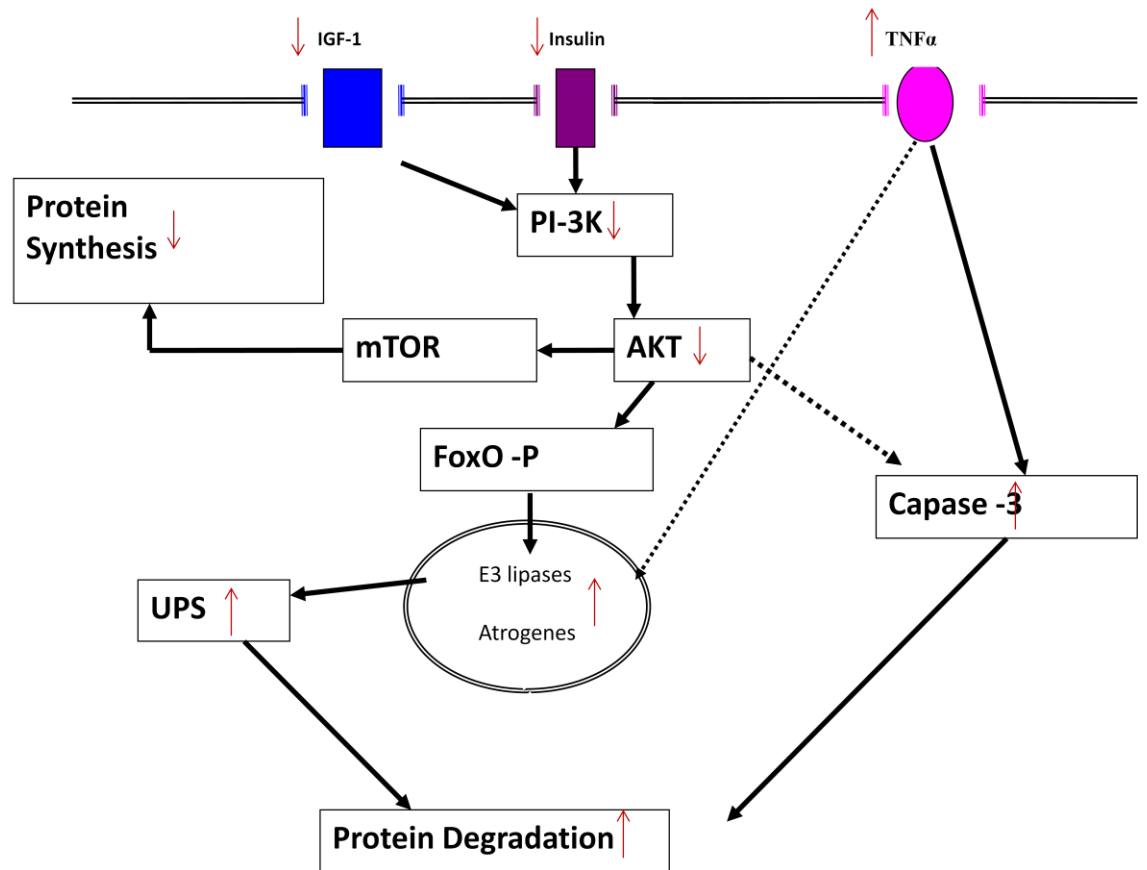 IGF-1
Insulin
TNFα
Protein
Synthesis
PI-3K
mTOR
AKT
FoxO -P
Capase -3
E3 lipases
Atrogenes
UPS
Protein Degradation